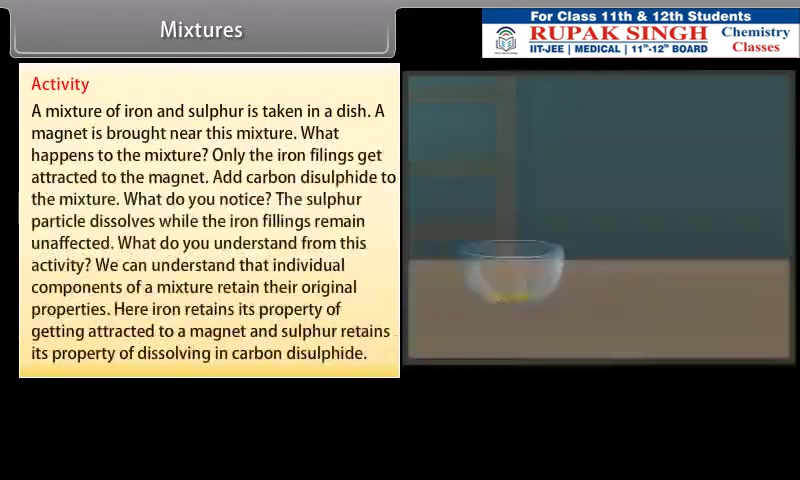 Mixtures
For Class 11th & 12th Students
RUPAK SINGH
IIT-JEE | MEDICAL | 11th-12th BOARD
Chemistry
Classes
Activity
A mixture of iron and sulphur is taken in a dish. A
magnet is brought near this mixture. What
happens to the mixture? Only the iron filings get
attracted to the magnet. Add carbon disulphide to
the mixture. What do you notice? The sulphur
particle dissolves while the iron fillings remain
unaffected. What do you understand from this
activity? We can understand that individual
components of a mixture retain their original
properties. Here iron retains its property of
getting attracted to a magnet and sulphur retains
its property of dissolving in carbon disulphide.